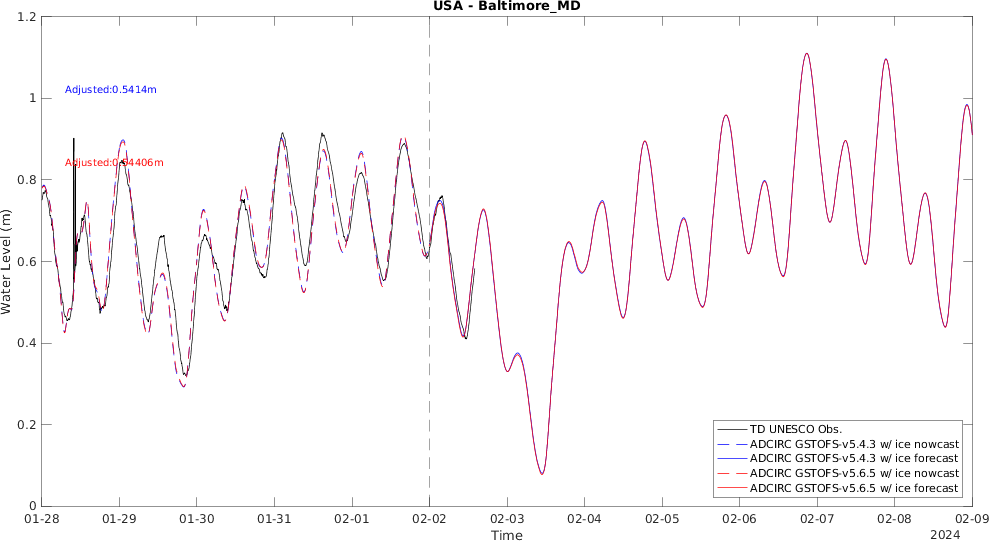 USA - Baltimore_MD
1.2
1
0.8
0.6
0.4
0.2
0
Water Level (m)
Adjusted:0.5414m
Adjusted:0.54406m
TD UNESCO Obs.
ADCIRC GSTOFS-v5.4.3 w/ ice nowcast
ADCIRC GSTOFS-v5.4.3 w/ ice forecast
ADCIRC GSTOFS-v5.6.5 w/ ice nowcast
ADCIRC GSTOFS-v5.6.5 w/ ice forecast
01-28 01-29 01-30 01-31 02-01 02-02 02-03 02-04 02-05 02-06 02-07 02-08 02-09
Time
2024